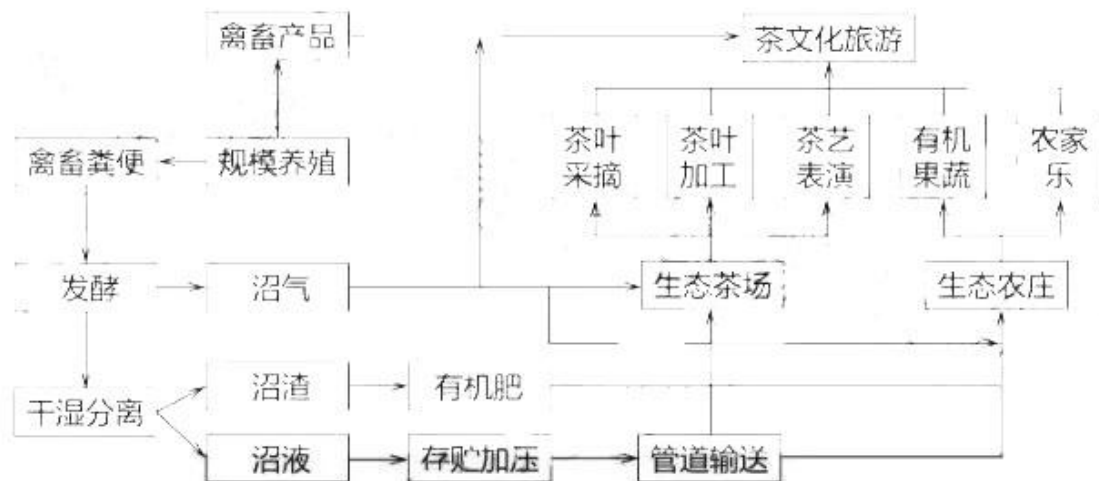 禽畜产品
茶文化旅游
茶叶
采摘
茶叶
加工
茶艺
表演
有机
果蔬
农家
乐
禽畜粪便
规模养殖
发酵
沼气
生态茶场
生态农庄
干湿分离
沼渣
有机肥
沼液
存贮加压
管道输送